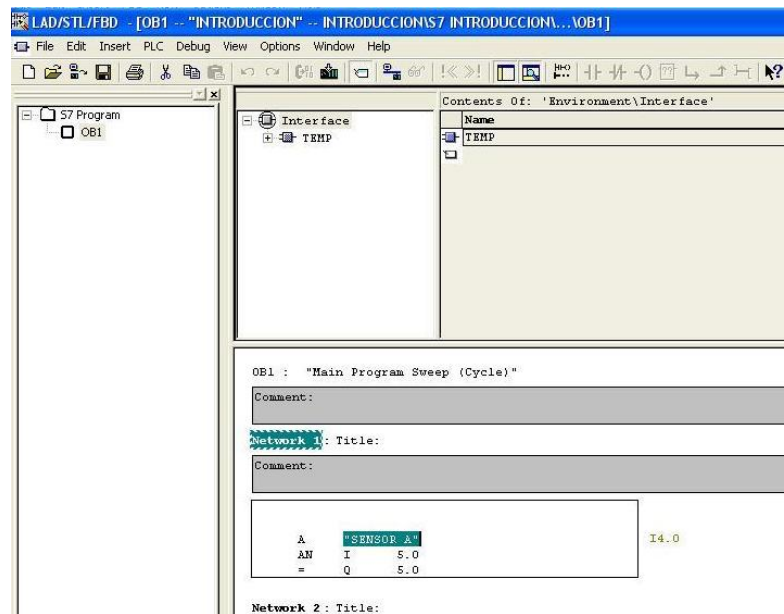 LAD/STL/FBD - [OB1 -- "INTRODUCCION" -- INTRODUCCION\S7 INTRODUCCION\...\OB1]
File Edit Insert PLC Debug View Options Window Help
S7 Program
OB1
Interface
TEMP
Contents Of: 'Environment\Interface'
Name
TEMP
OB1 : "Main Program Sweep (Cycle)"
Comment:
Network 1: Title:
Comment:
A "SENSOR A" I4.0
AN I 5.0
= Q 5.0
Network 2 : Title: